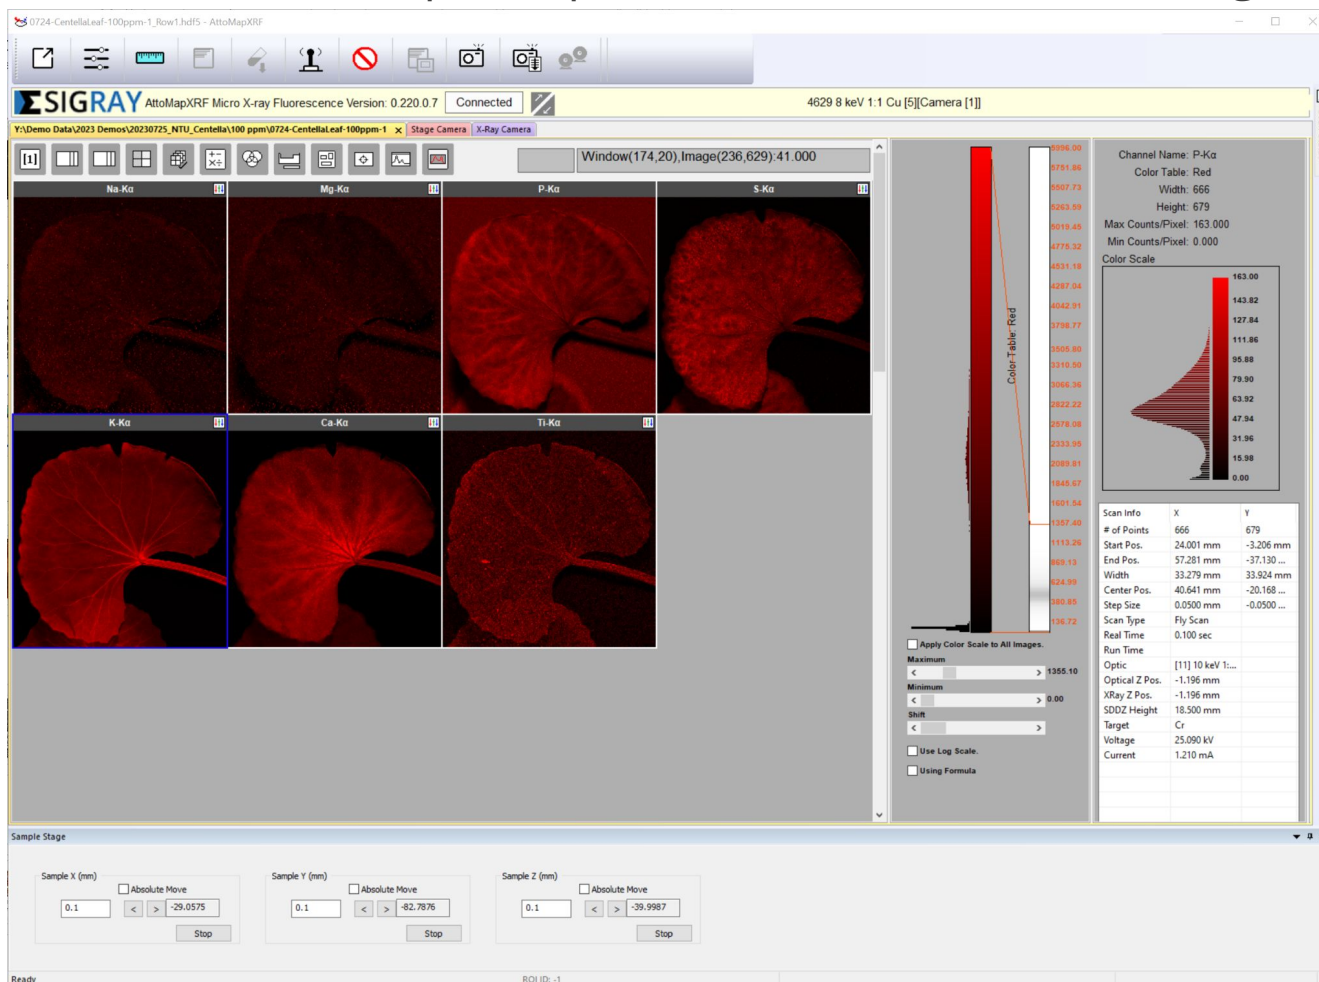 0724-CentellaLeaf-100ppm-1_Row1.hdf5 - AttoMapXRF
ΣSIGRAY AttoMapXRF Micro X-ray Fluorescence Version: 0.220.0.7 Connected 4629 8 keV 1:1 Cu [5][Camera [1]]
Y:\Demo Data\2023 Demos\20230725_NTU_Centella\100 ppm\0724-CentellaLeaf-100ppm-1 x Stage Camera X-Ray Camera
[1] Window(174,20),Image(236,629):41.000
Na-Kα Mg-Kα P-Kα S-Kα
K-Kα Ca-Kα Ti-Kα
5996.00
5751.86
5507.73
5263.59
5019.45
4775.32
4531.18
4287.04
4042.91
3798.77
3505.80
3310.50
3066.36
2822.22
2578.08
2333.95
2089.81
1845.67
1601.54
1357.40
1113.26
869.13
624.99
380.85
136.72
Color Table: Red
Apply Color Scale to All Images.
Maximum
1355.10
Minimum
0.00
Shift
Use Log Scale.
Using Formula
Channel Name: P-Kα
Color Table: Red
Width: 666
Height: 679
Max Counts/Pixel: 163.000
Min Counts/Pixel: 0.000
Color Scale
163.00
143.82
127.84
111.86
95.88
79.90
63.92
47.94
31.96
15.98
0.00
Scan Info X Y
# of Points 666 679
Start Pos. 24.001 mm -3.206 mm
End Pos. 57.281 mm -37.130 ...
Width 33.279 mm 33.924 mm
Center Pos. 40.641 mm -20.168 ...
Step Size 0.0500 mm -0.0500 ...
Scan Type Fly Scan
Real Time 0.100 sec
Run Time
Optic [11] 10 keV 1:...
Optical Z Pos. -1.196 mm
XRay Z Pos. -1.196 mm
SDDZ Height 18.500 mm
Target Cr
Voltage 25.090 kV
Current 1.210 mA
Sample Stage
Sample X (mm) Sample Y (mm) Sample Z (mm)
Absolute Move Absolute Move Absolute Move
0.1 < > -29.0575 0.1 < > -82.7876 0.1 < > -39.9987
Stop Stop Stop
Ready ROI ID: -1